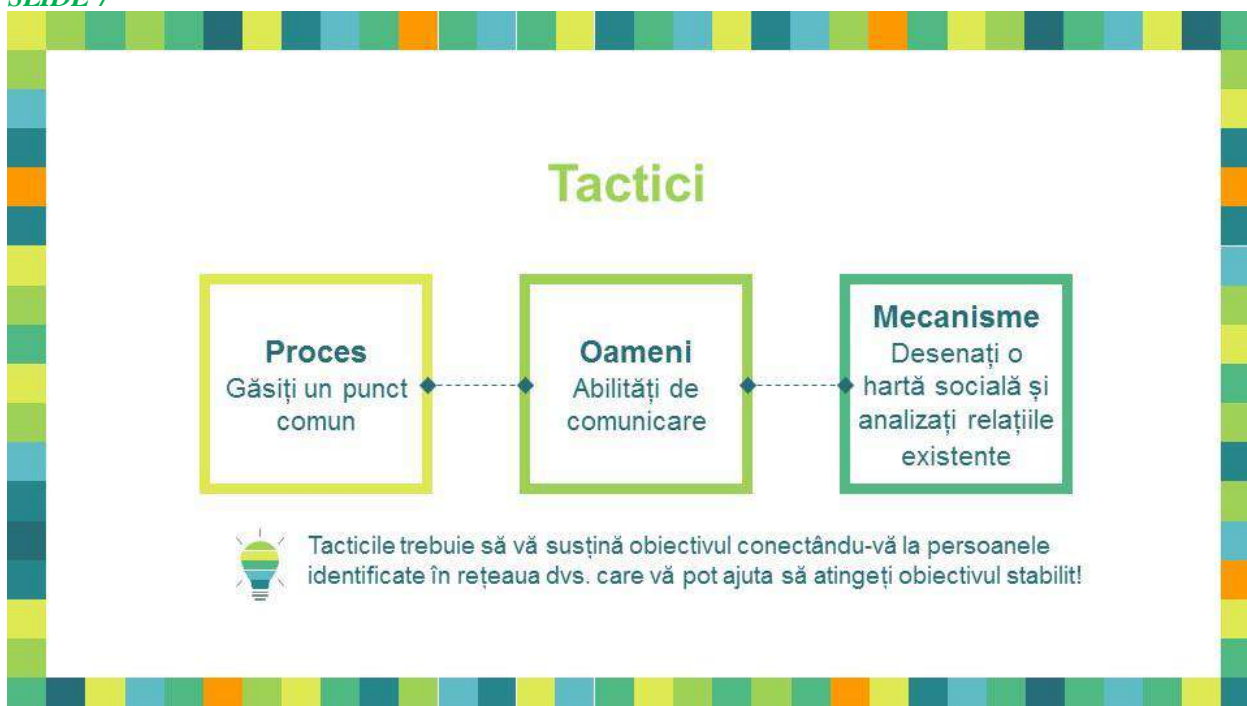 SLIDE 7
Tactici
Proces
Găsiți un punct
comun
Oameni
Abilități de
comunicare
Mecanisme
Desenați o
hartă socială și
analizați relațiile
existente
Tacticile trebuie să vă susțină obiectivul conectându-vă la persoanele
identificate în rețeaua dvs. care vă pot ajuta să atingeți obiectivul stabilit!